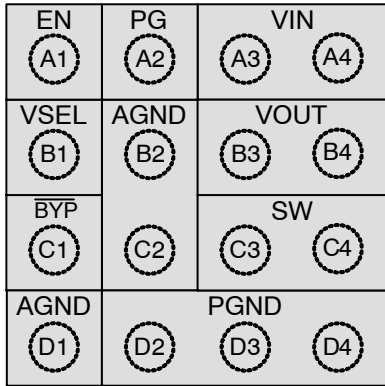 EN PG VIN
A1 A2 A3 A4
VSEL AGND VOUT
B1 B2 B3 B4
BYP SW
C1 C2 C3 C4
AGND PGND
D1 D2 D3 D4